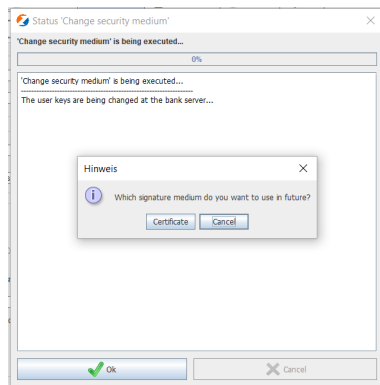 Status 'Change security medium'
'Change security medium' is being executed...
0%
'Change security medium' is being executed...
The user keys are being changed at the bank server...
Hinweis
Which signature medium do you want to use in future?
Certificate
Cancel
Ok
Cancel